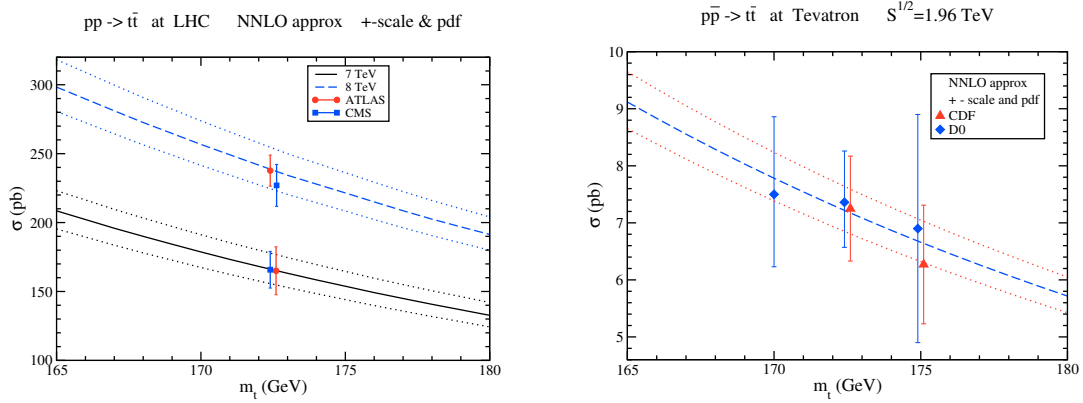 pp -> tt̄ at LHC NNLO approx +-scale & pdf
7 TeV
8 TeV
ATLAS
CMS
300
250
200
150
100
σ (pb)
165 170 175 180
m_t (GeV)
pp̄ -> tt̄ at Tevatron S^1/2=1.96 TeV
NNLO approx
+ - scale and pdf
CDF
D0
10
9
8
7
6
5
σ (pb)
165 170 175 180
m_t (GeV)